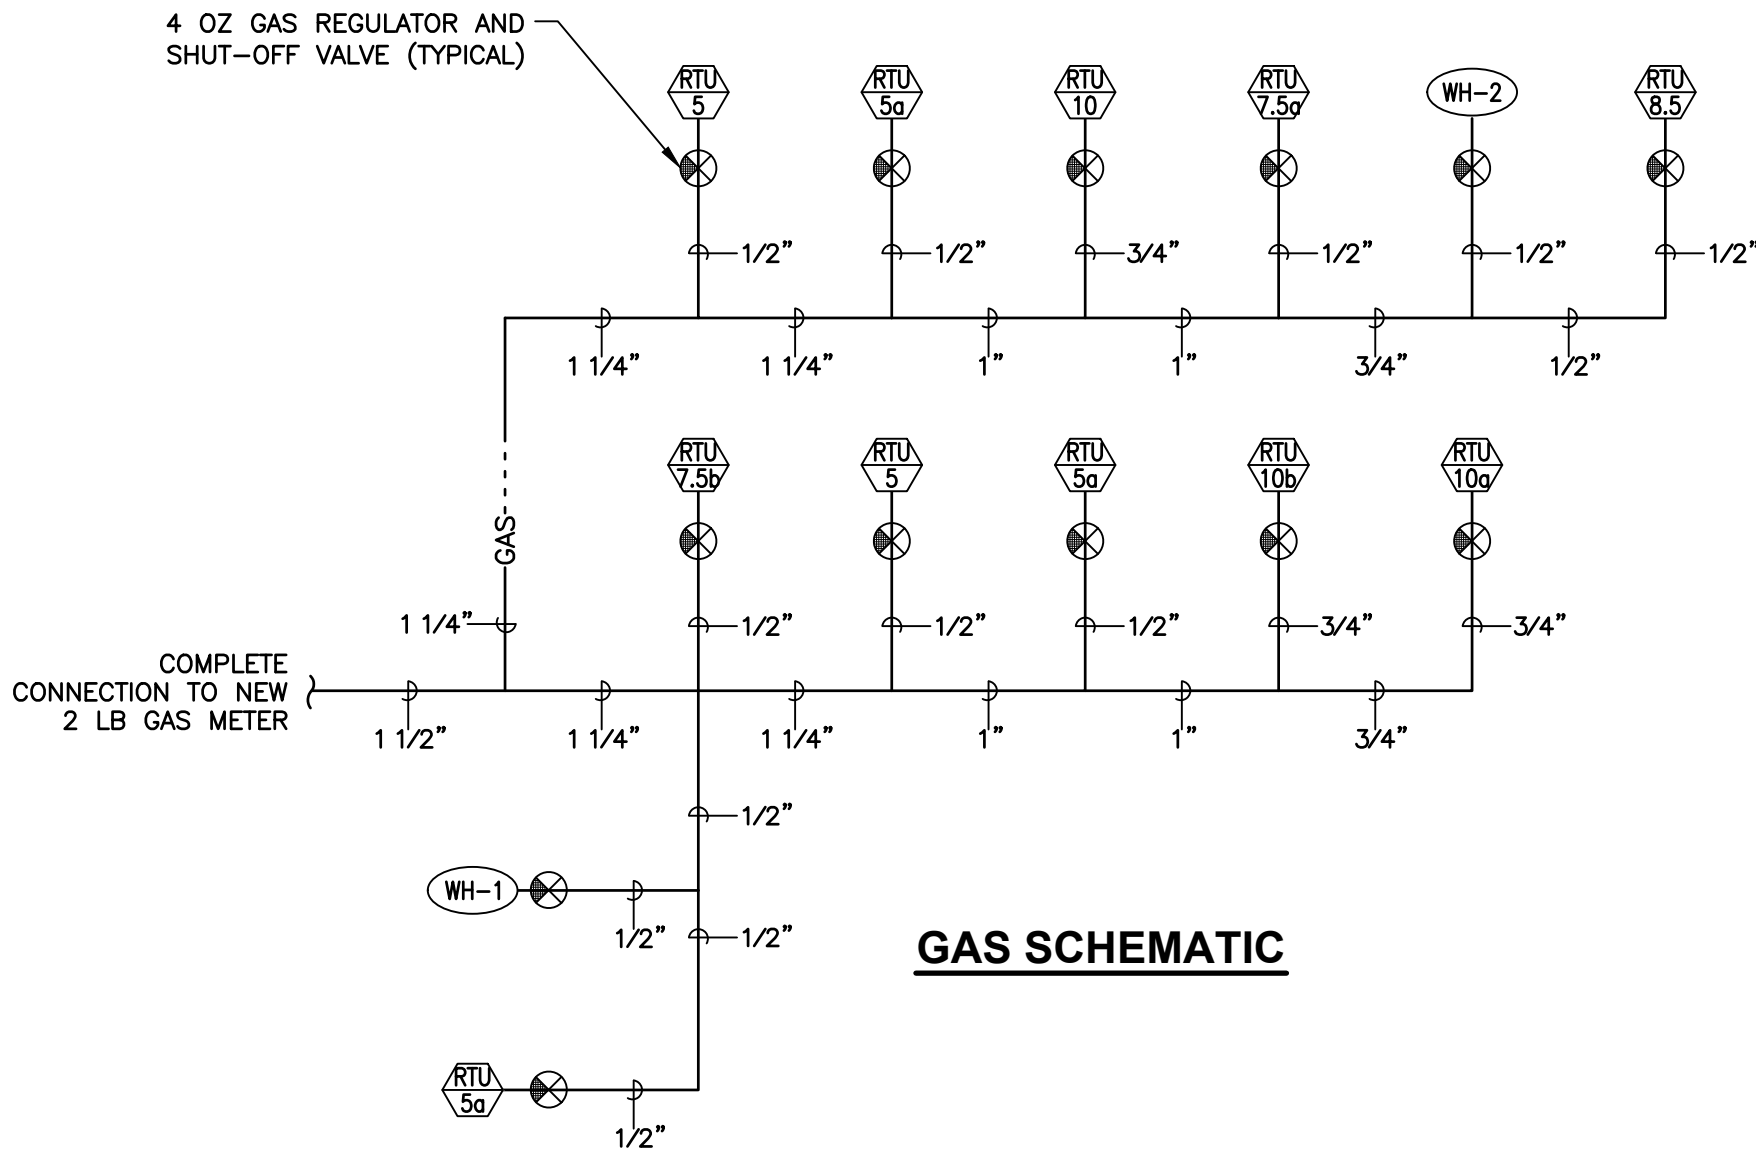 4 OZ GAS REGULATOR AND
SHUT-OFF VALVE (TYPICAL)
RTU
5
RTU
5a
RTU
10
RTU
7.5a
WH-2
RTU
8.5
1/2”
1/2”
3/4”
1/2”
1/2”
1/2”
1 1/4”
1 1/4”
1”
1”
3/4”
1/2”
RTU
7.5b
RTU
5
RTU
5a
RTU
10b
RTU
10a
GAS
1 1/4”
1/2”
1/2”
1/2”
3/4”
3/4”
COMPLETE
CONNECTION TO NEW
2 LB GAS METER
1 1/2”
1 1/4”
1 1/4”
1”
1”
3/4”
1/2”
WH-1
1/2”
1/2”
GAS SCHEMATIC
RTU
5a
1/2”